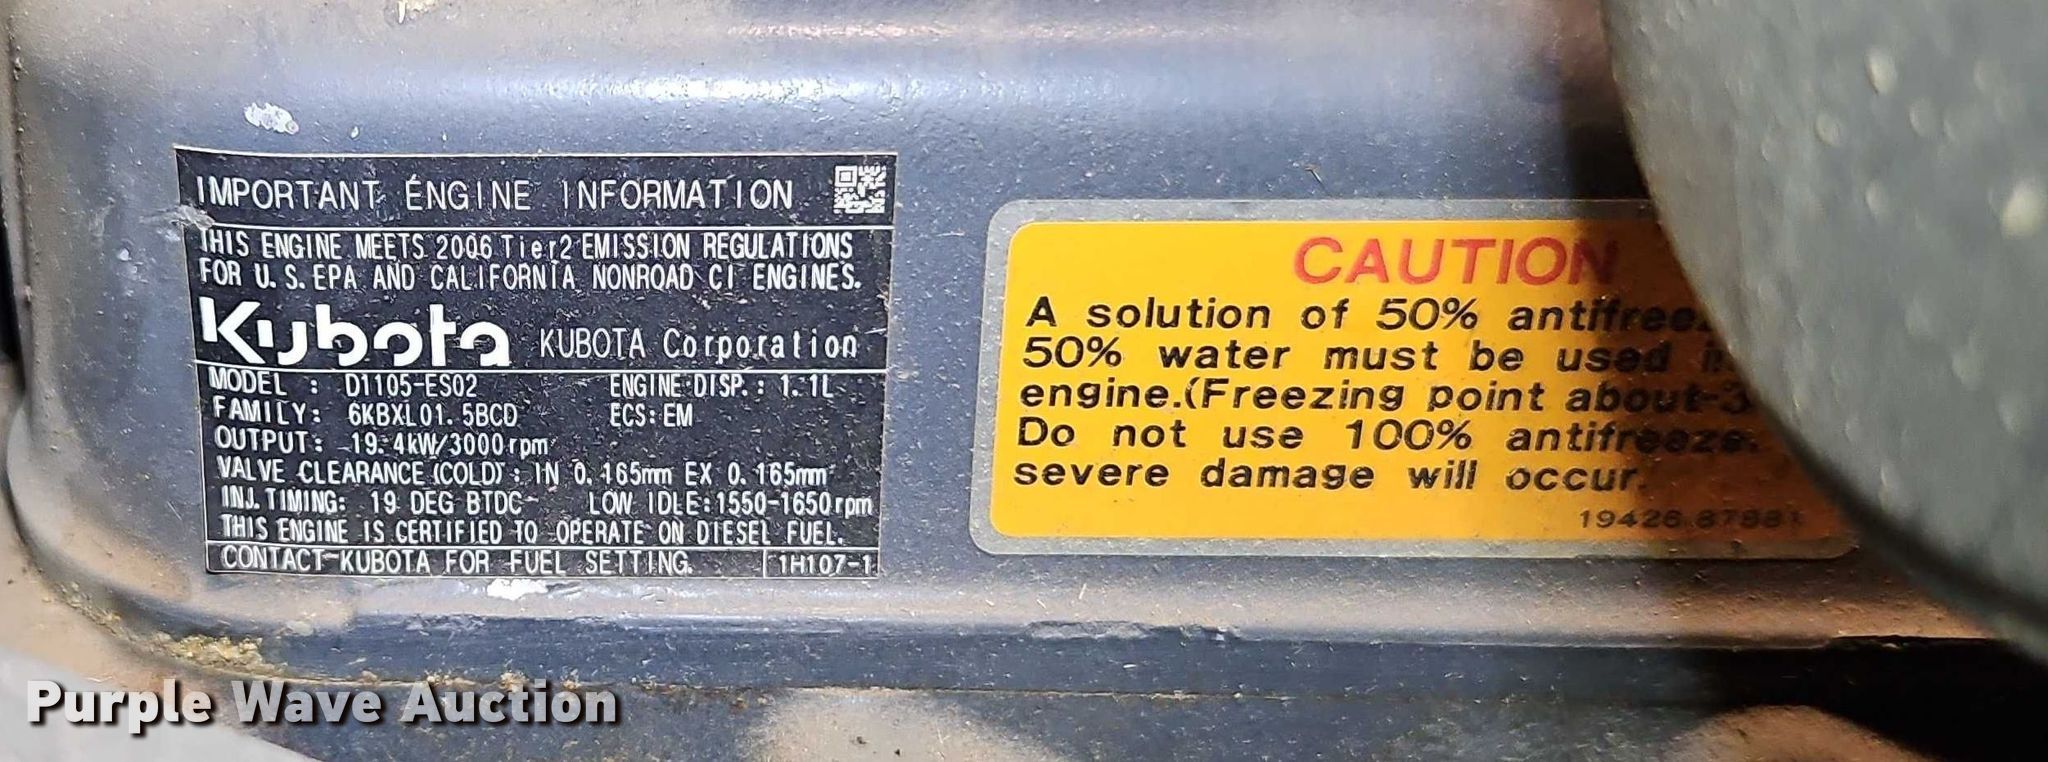 IMPORTANT ENGINE INFORMATION
THIS ENGINE MEETS 2006 Tier2 EMISSION REGULATIONS
FOR U.S. EPA AND CALIFORNIA NONROAD CI ENGINES.
Kubota KUBOTA Corporation
MODEL : D1105-ES02 ENGINE DISP. : 1.1L
FAMILY: 6KBXL01.5BCD ECS: EM
OUTPUT: 19.4kW/3000rpm
VALVE CLEARANCE (COLD) : IN 0.165mm EX 0.165mm
INJ. TIMING: 19 DEG BTDC LOW IDLE:1550-1650rpm
THIS ENGINE IS CERTIFIED TO OPERATE ON DIESEL FUEL.
CONTACT KUBOTA FOR FUEL SETTING. 1H107-1
CAUTION
A solution of 50%
50% water must be used
engine.(Freezing point about
Do not use 100% antifreeze.
severe damage will occur.
Purple Wave Auction